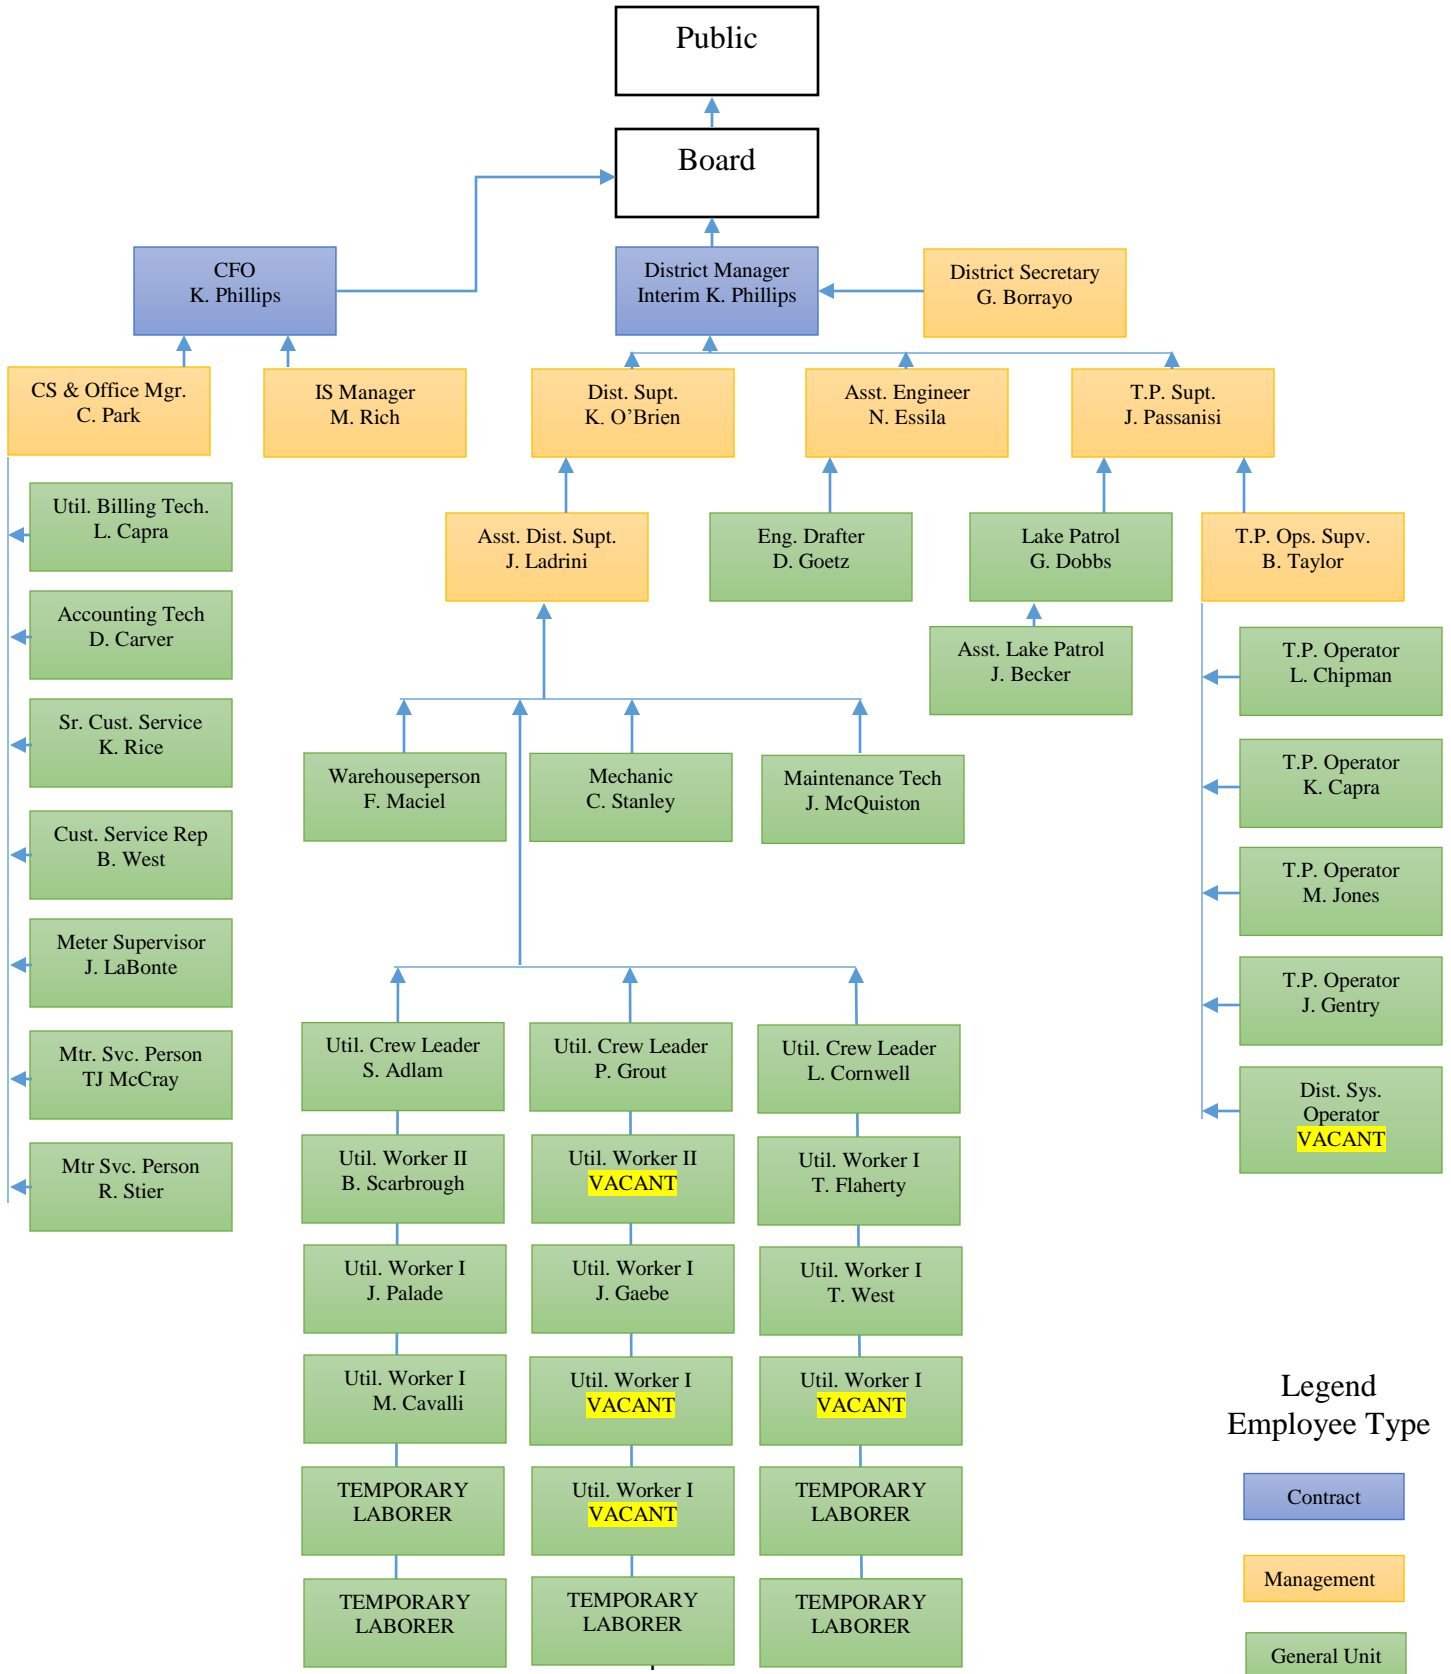 Public
Board
CFO
K. Phillips
District Manager
Interim K. Phillips
District Secretary
G. Borrayo
CS & Office Mgr.
C. Park
IS Manager
M. Rich
Dist. Supt.
K. O’Brien
Asst. Engineer
N. Essila
T.P. Supt.
J. Passanisi
Util. Billing Tech.
L. Capra
Accounting Tech
D. Carver
Sr. Cust. Service
K. Rice
Cust. Service Rep
B. West
Meter Supervisor
J. LaBonte
Mtr. Svc. Person
TJ McCray
Mtr Svc. Person
R. Stier
Asst. Dist. Supt.
J. Ladrini
Eng. Drafter
D. Goetz
Lake Patrol
G. Dobbs
T.P. Ops. Supv.
B. Taylor
Asst. Lake Patrol
J. Becker
T.P. Operator
L. Chipman
T.P. Operator
K. Capra
T.P. Operator
M. Jones
T.P. Operator
J. Gentry
Dist. Sys.
Operator
VACANT
Warehouseperson
F. Maciel
Mechanic
C. Stanley
Maintenance Tech
J. McQuiston
Util. Crew Leader
S. Adlam
Util. Worker II
B. Scarbrough
Util. Worker I
J. Palade
Util. Worker I
M. Cavalli
TEMPORARY
LABORER
TEMPORARY
LABORER
Util. Crew Leader
P. Grout
Util. Worker II
VACANT
Util. Worker I
J. Gaebe
Util. Worker I
VACANT
Util. Worker I
VACANT
TEMPORARY
LABORER
Util. Crew Leader
L. Cornwell
Util. Worker I
T. Flaherty
Util. Worker I
T. West
Util. Worker I
VACANT
TEMPORARY
LABORER
TEMPORARY
LABORER
Legend
Employee Type
Contract
Management
General Unit